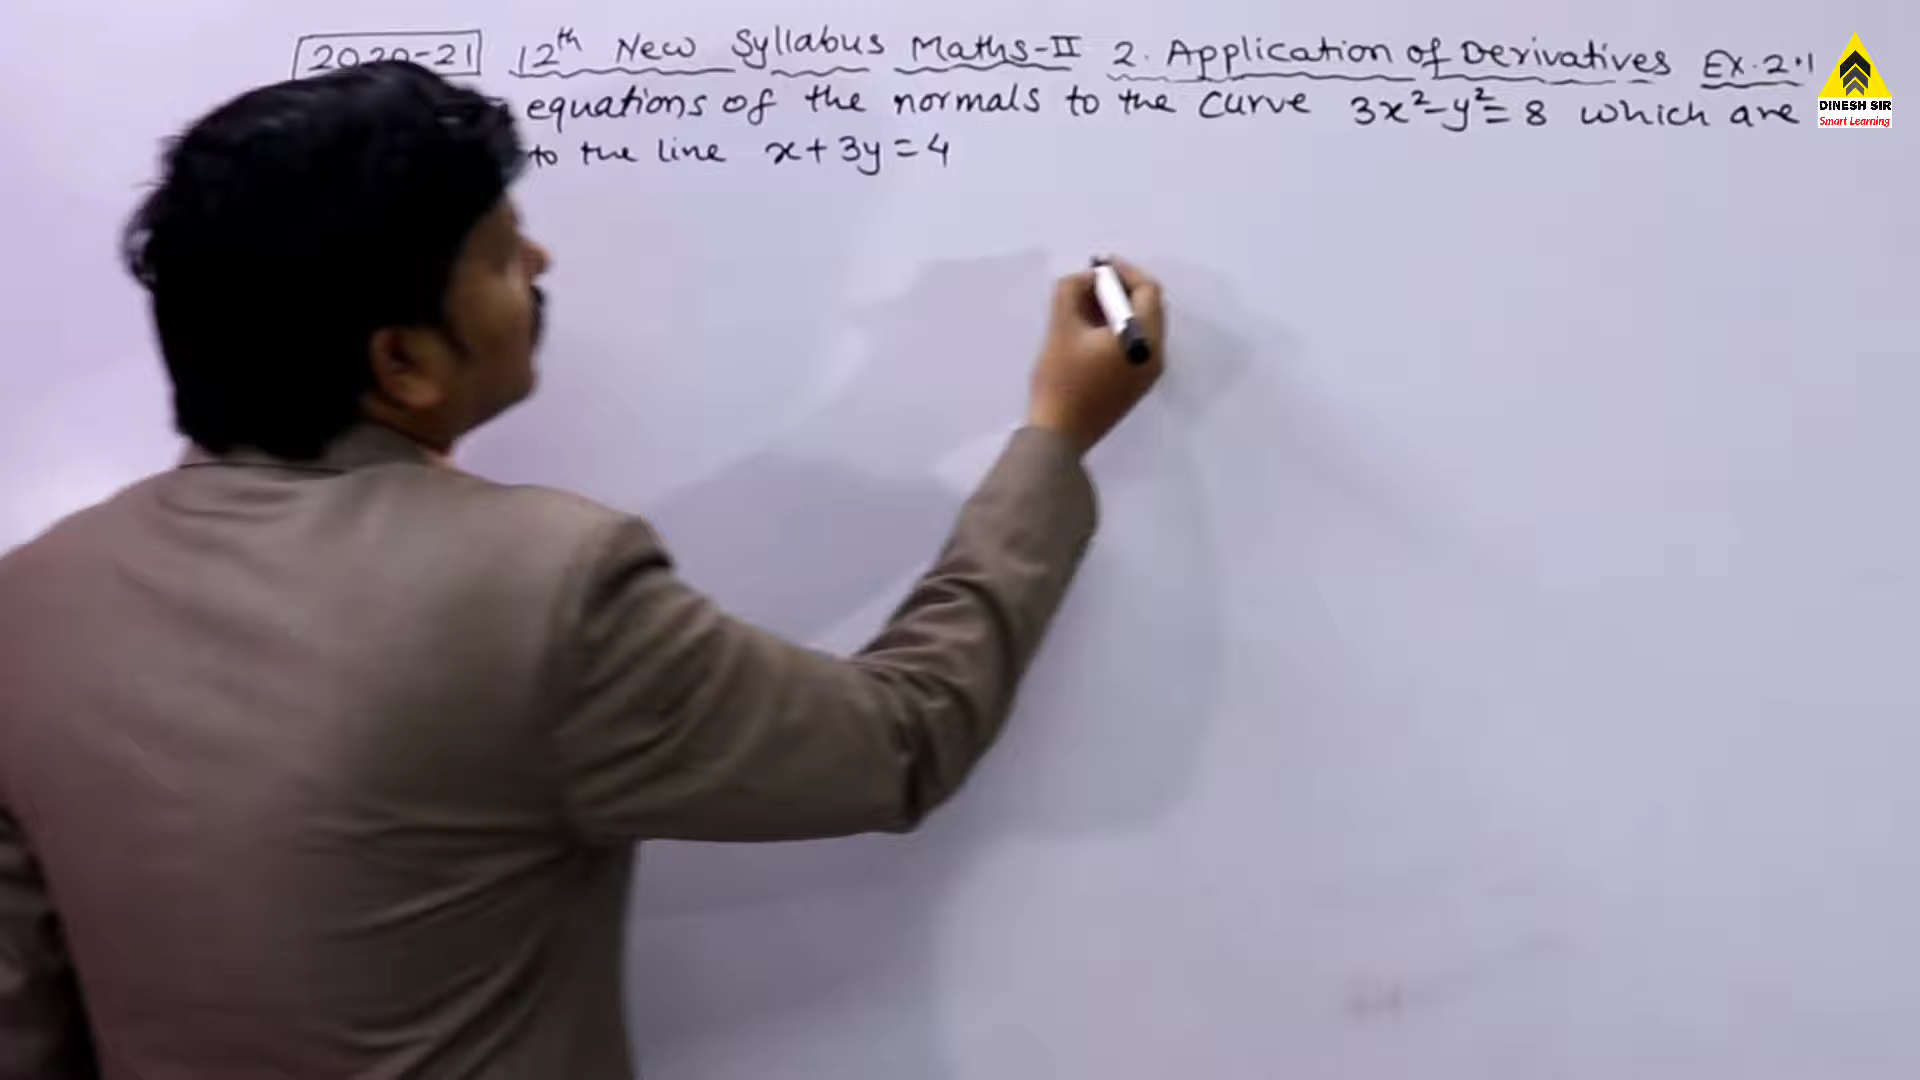 2020-21 12th New Syllabus Maths-II 2. Application of Derivatives Ex.2.1
equations of the normals to the curve 3x²-y²=8 which are
to the line x+3y=4
DINESH SIR
Smart Learning